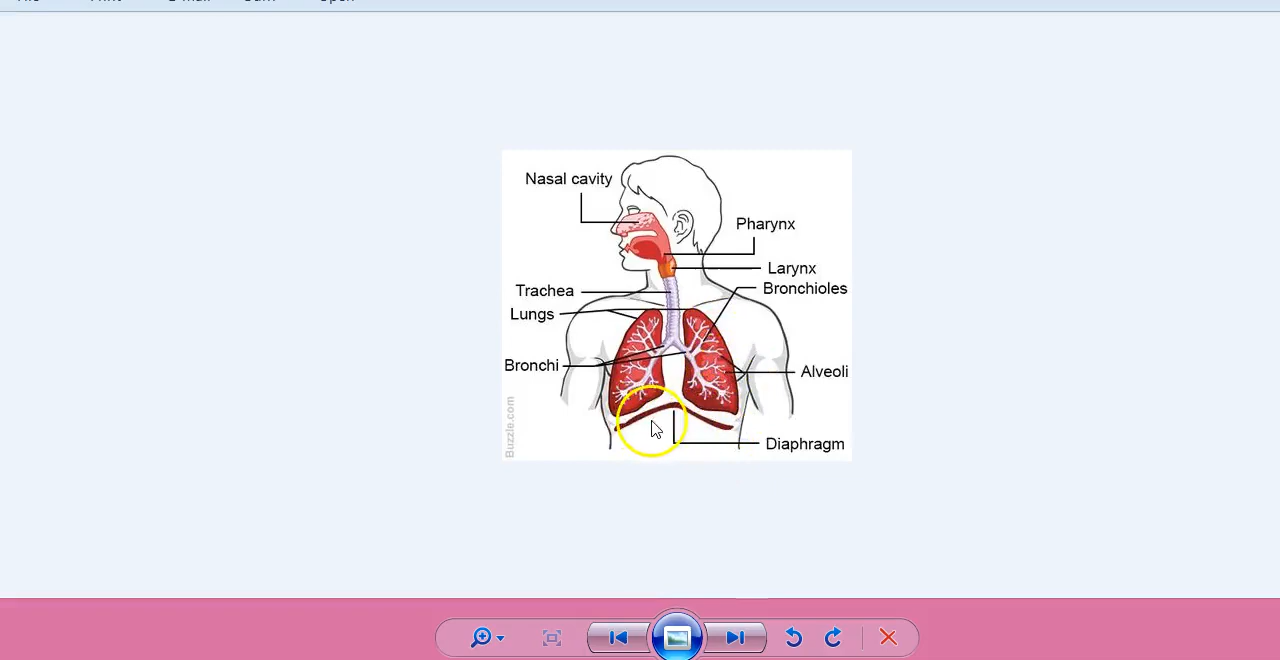 Nasal cavity
Pharynx
Larynx
Trachea
Bronchioles
Lungs
Bronchi
Alveoli
Diaphragm
Buzzle.com